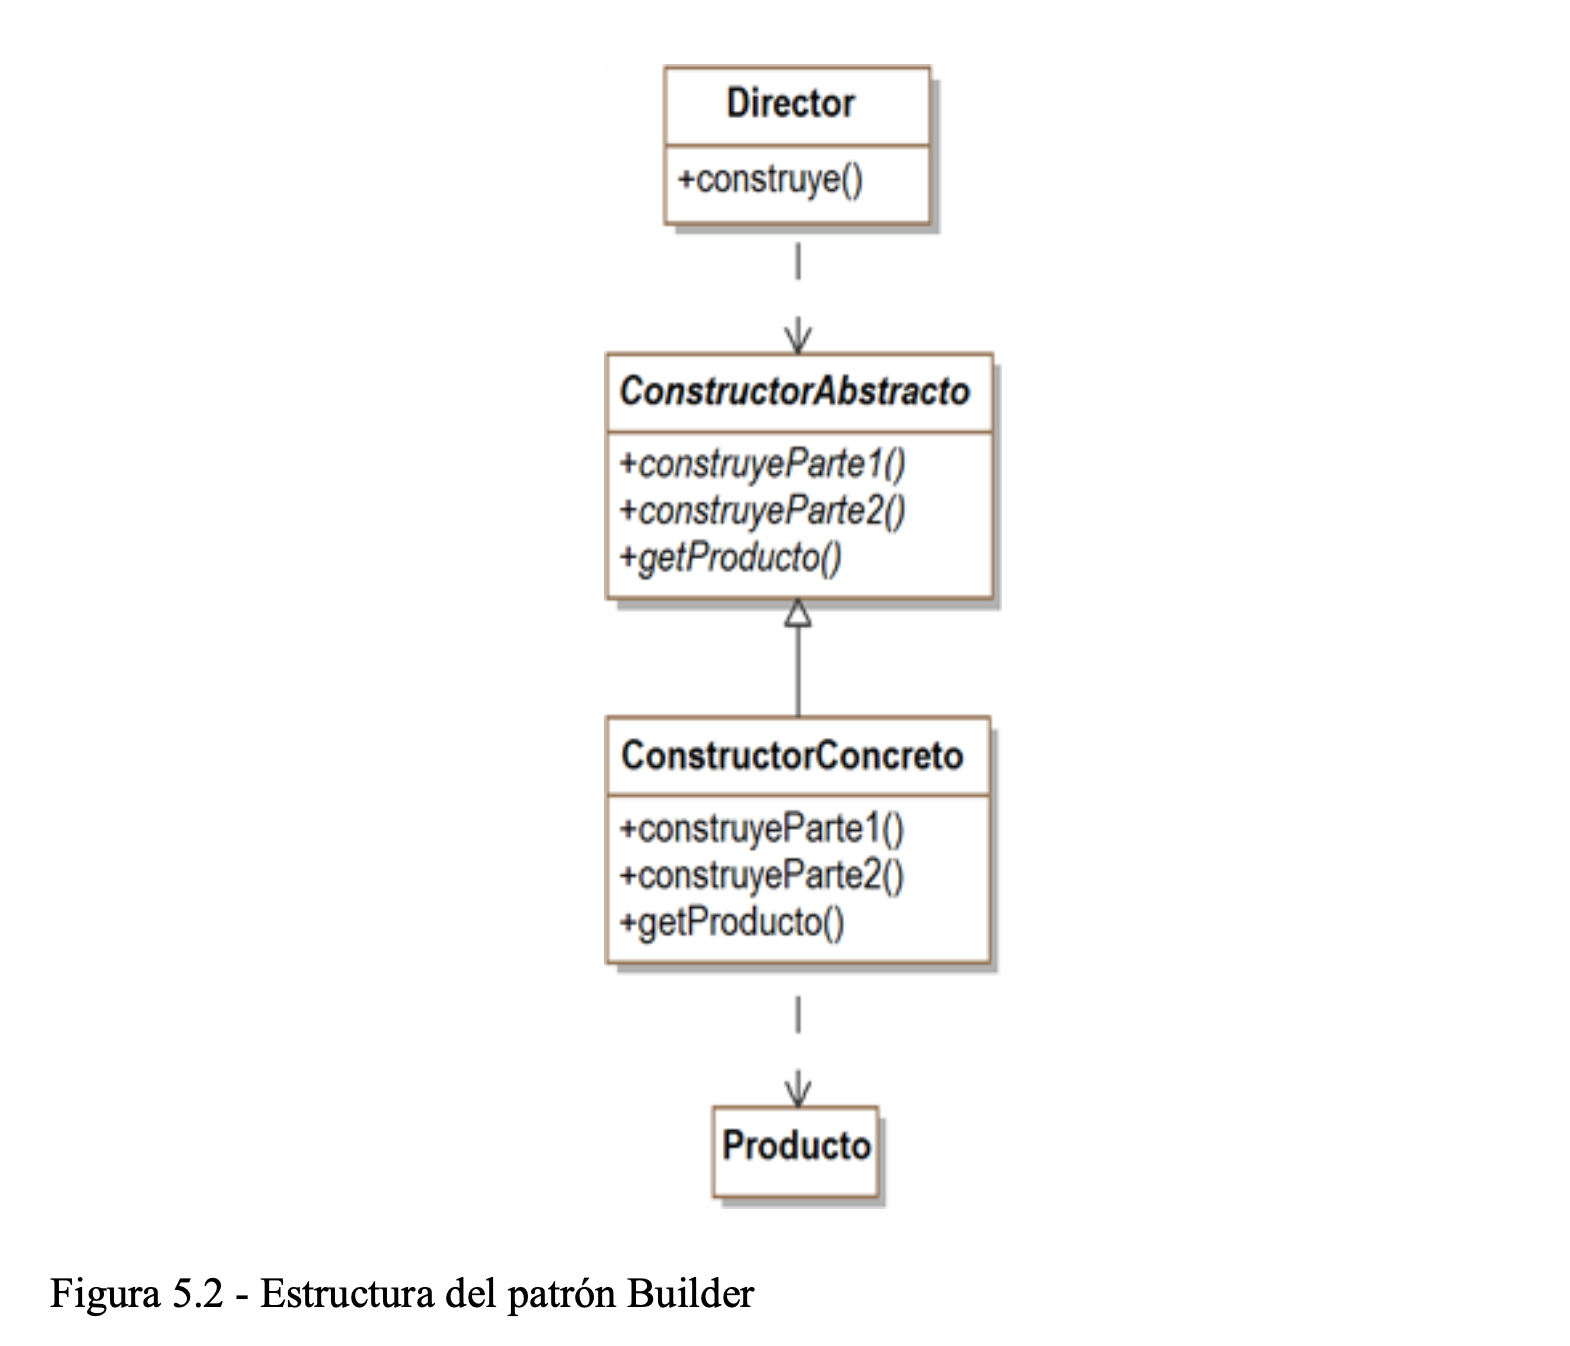 Director
+construye()
ConstructorAbstracto
+construyeParte1()
+construyeParte2()
+getProducto()
ConstructorConcreto
+construyeParte1()
+construyeParte2()
+getProducto()
Producto
Figura 5.2 - Estructura del patrón Builder